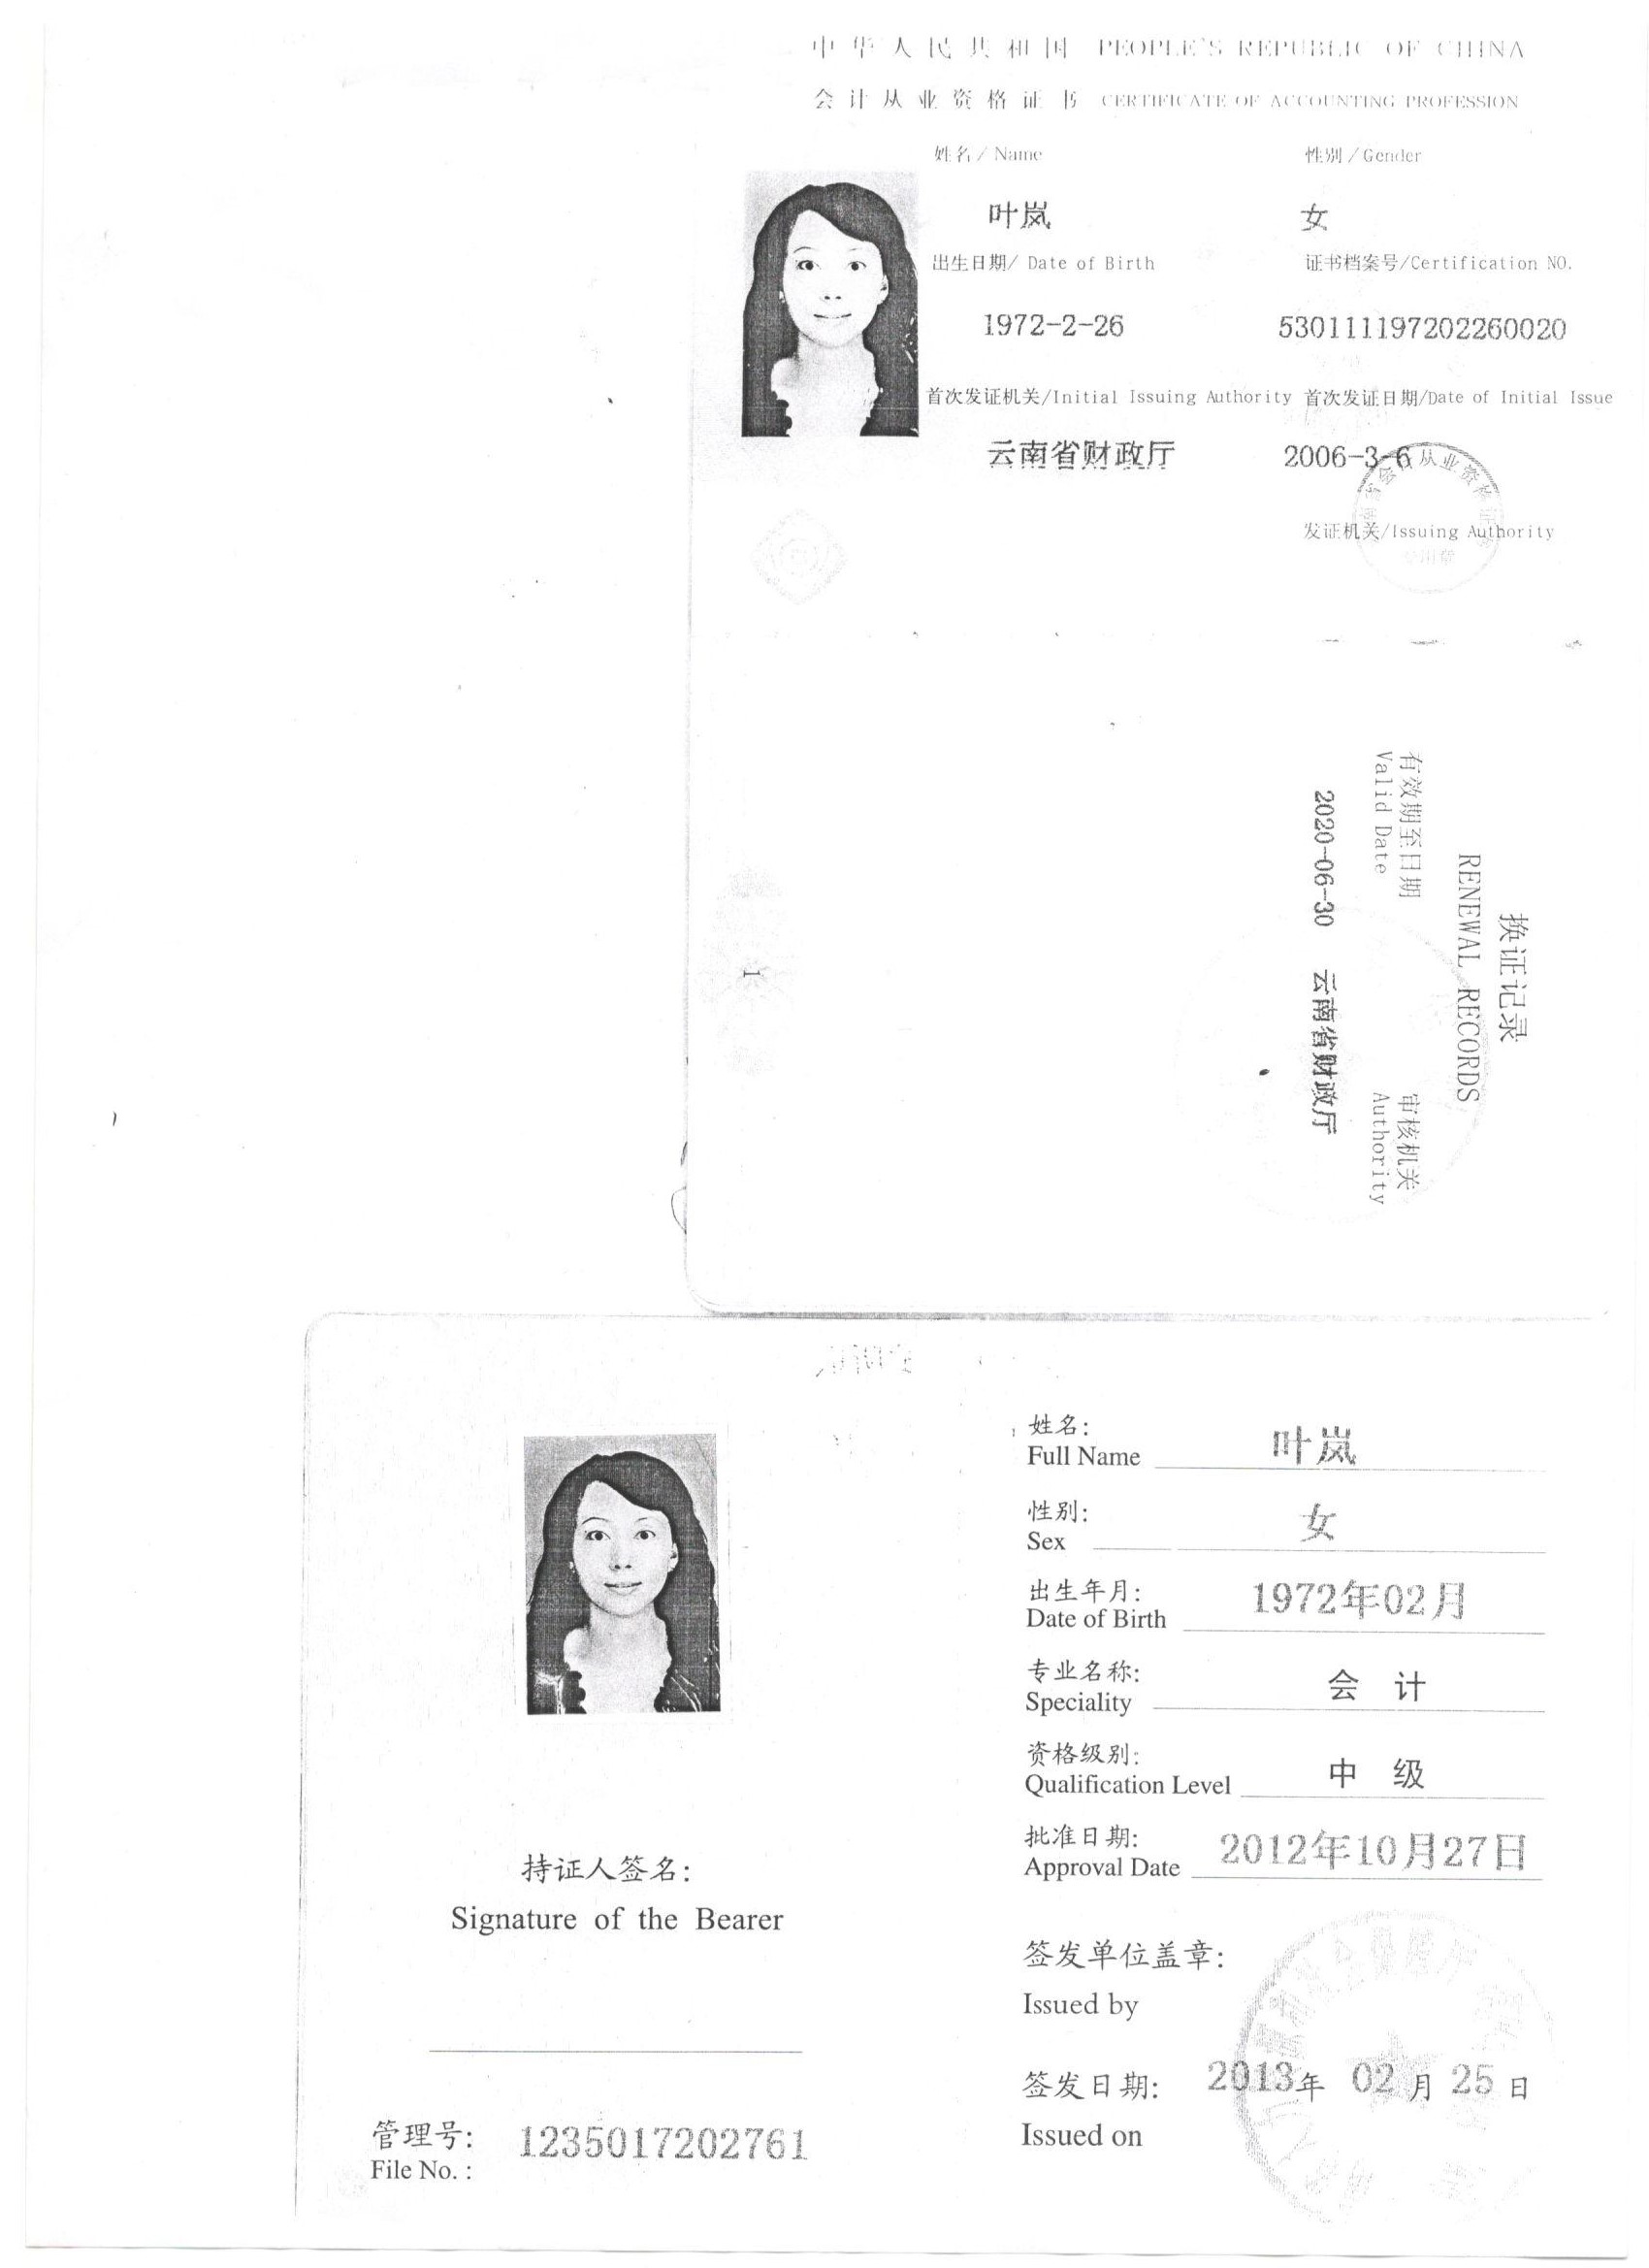 中华人民共和国 PEOPLE'S REPUBLIC OF CHINA
会计从业资格证书 CERTIFICATE OF ACCOUNTING PROFESSION
姓名/Name 性别/Gender
叶岚 女
出生日期/ Date of Birth 证书档案号/Certification NO.
1972-2-26 530111197202260020
首次发证机关/Initial Issuing Authority 首次发证日期/Date of Initial Issue
云南省财政厅 2006-3-6
发证机关/Issuing Authority
换证记录
RENEWAL RECORDS
有效期至日期 审核机关
Valid Date Authority
2020-06-30 云南省财政厅
1
姓名:
Full Name 叶岚
性别:
Sex 女
出生年月:
Date of Birth 1972年02月
专业名称:
Speciality 会 计
资格级别:
Qualification Level 中 级
批准日期:
Approval Date 2012年10月27日
持证人签名:
Signature of the Bearer
签发单位盖章:
Issued by
签发日期: 2013年 02月 25日
Issued on
管理号: 1235017202761
File No. :